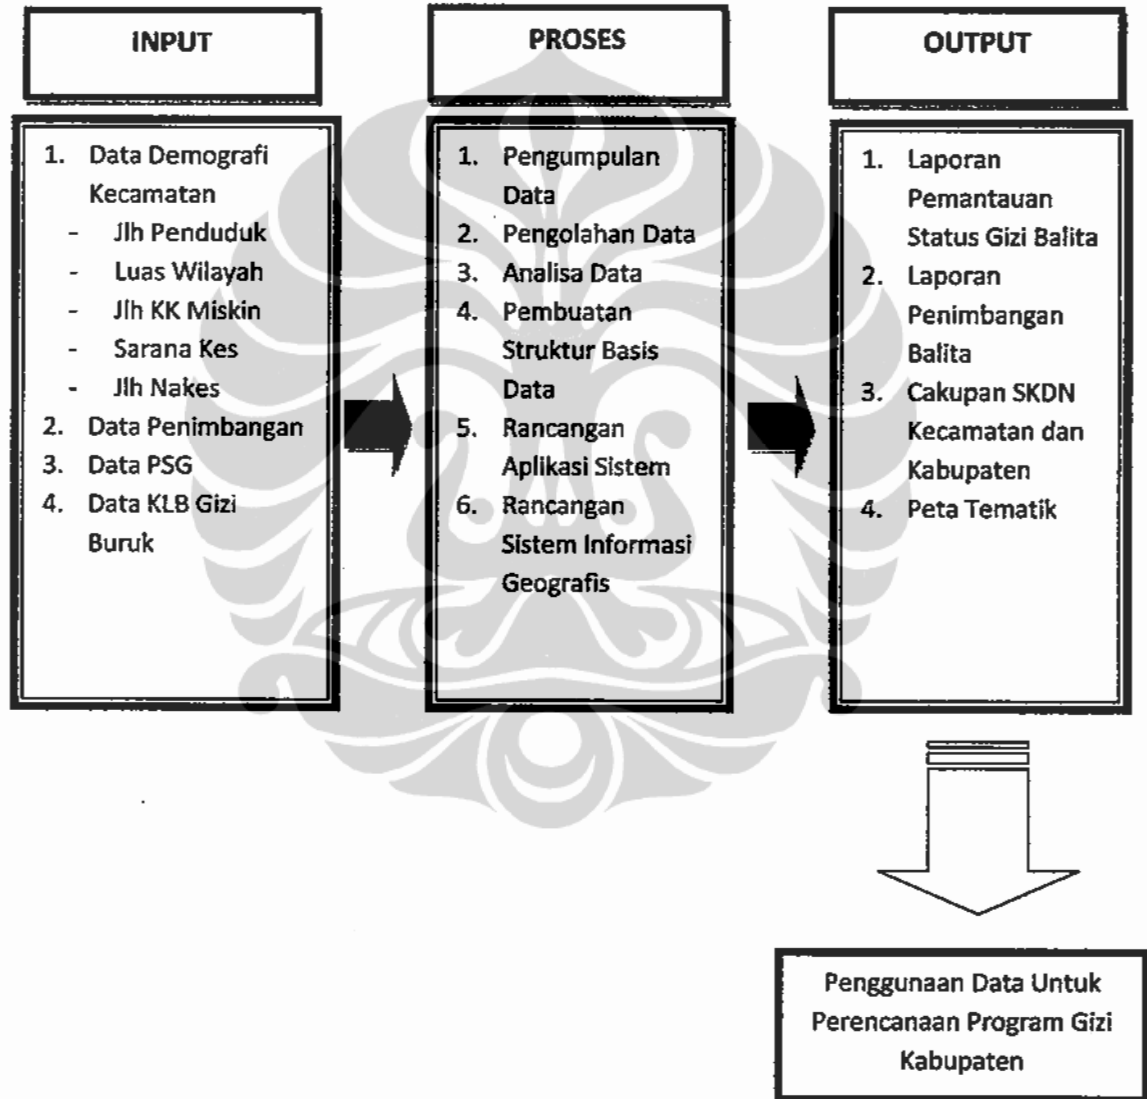 INPUT
1. Data Demografi
Kecamatan
- Jlh Penduduk
- Luas Wilayah
- Jlh KK Miskin
- Sarana Kes
- Jlh Nakes
2. Data Penimbangan
3. Data PSG
4. Data KLB Gizi
Buruk
PROSES
1. Pengumpulan
Data
2. Pengolahan Data
3. Analisa Data
4. Pembuatan
Struktur Basis
Data
5. Rancangan
Aplikasi Sistem
6. Rancangan
Sistem Informasi
Geografis
OUTPUT
1. Laporan
Pemantauan
Status Gizi Balita
2. Laporan
Penimbangan
Balita
3. Cakupan SKDN
Kecamatan dan
Kabupaten
4. Peta Tematik
Penggunaan Data Untuk
Perencanaan Program Gizi
Kabupaten